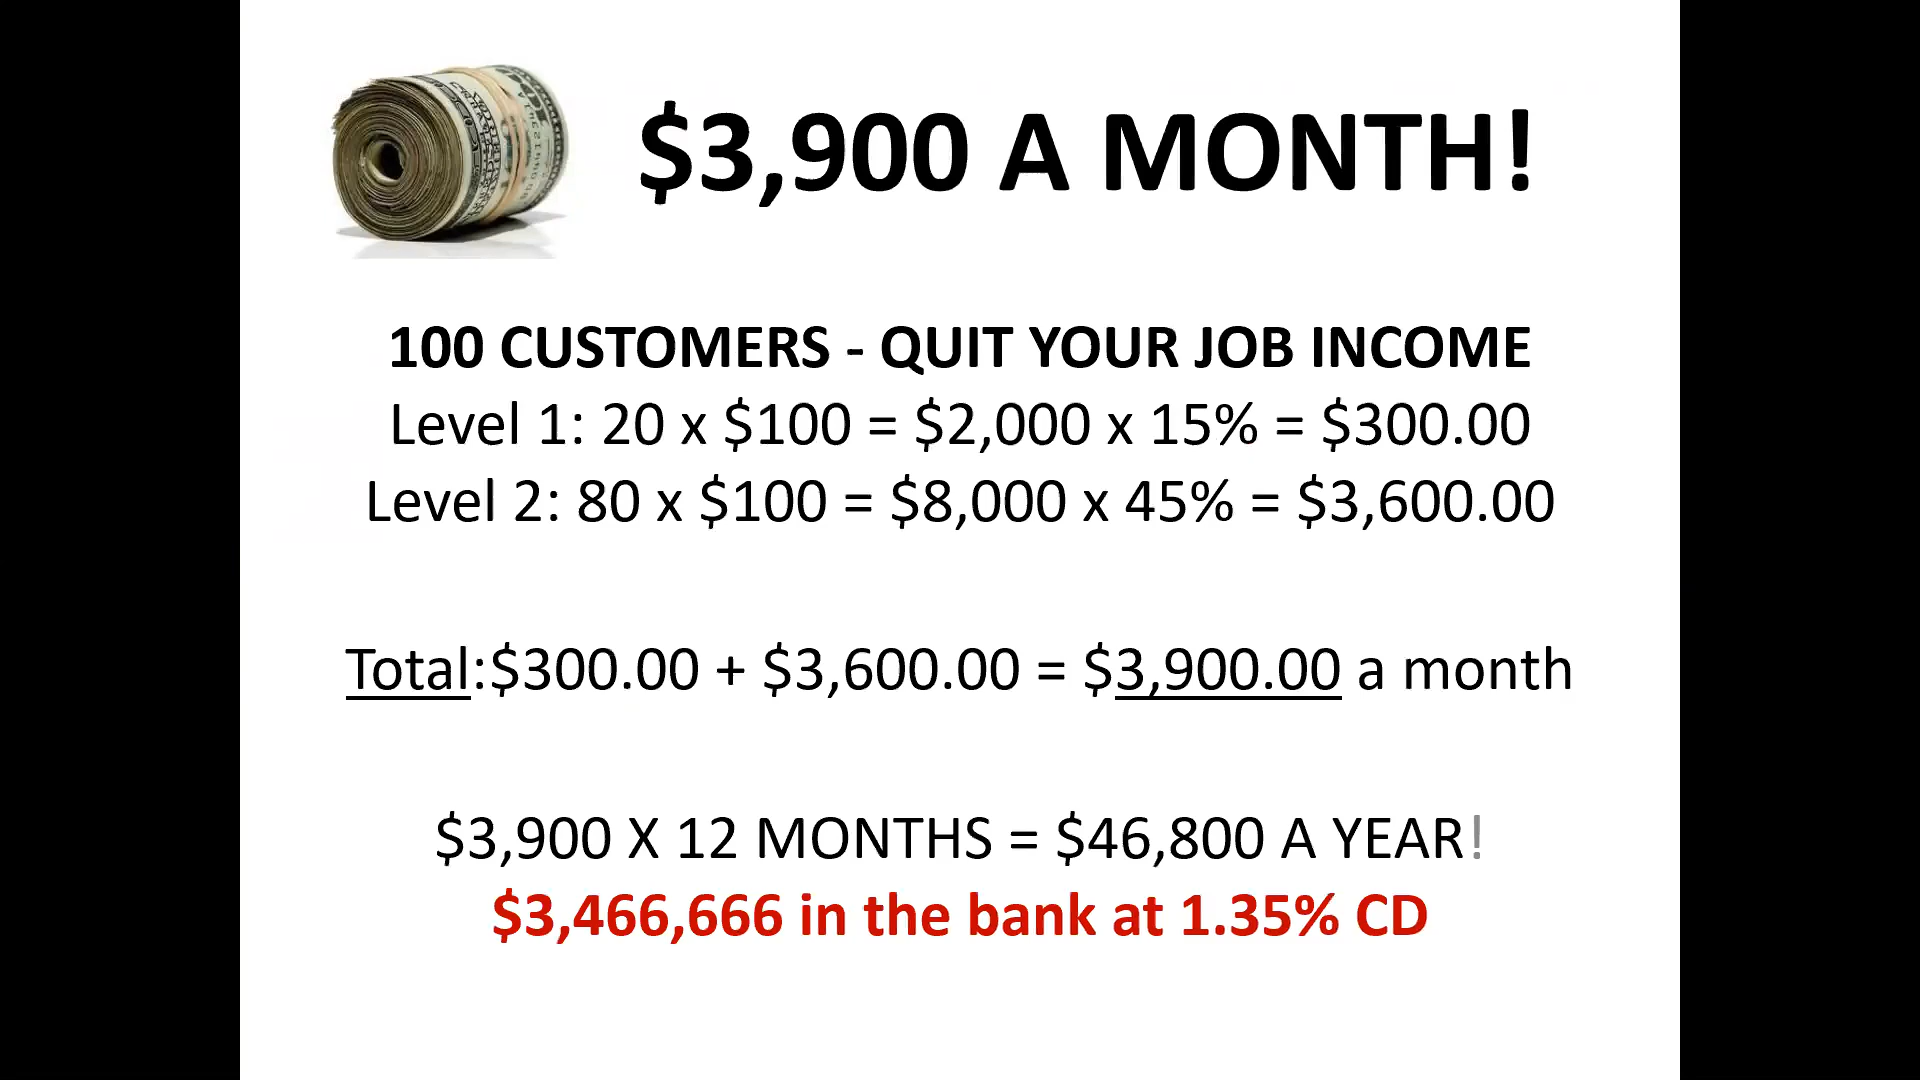 $3,900 A MONTH!
100 CUSTOMERS - QUIT YOUR JOB INCOME
Level 1: 20 x $100 = $2,000 x 15% = $300.00
Level 2: 80 x $100 = $8,000 x 45% = $3,600.00
Total:$300.00 + $3,600.00 = $3,900.00 a month
$3,900 X 12 MONTHS = $46,800 A YEAR!
$3,466,666 in the bank at 1.35% CD